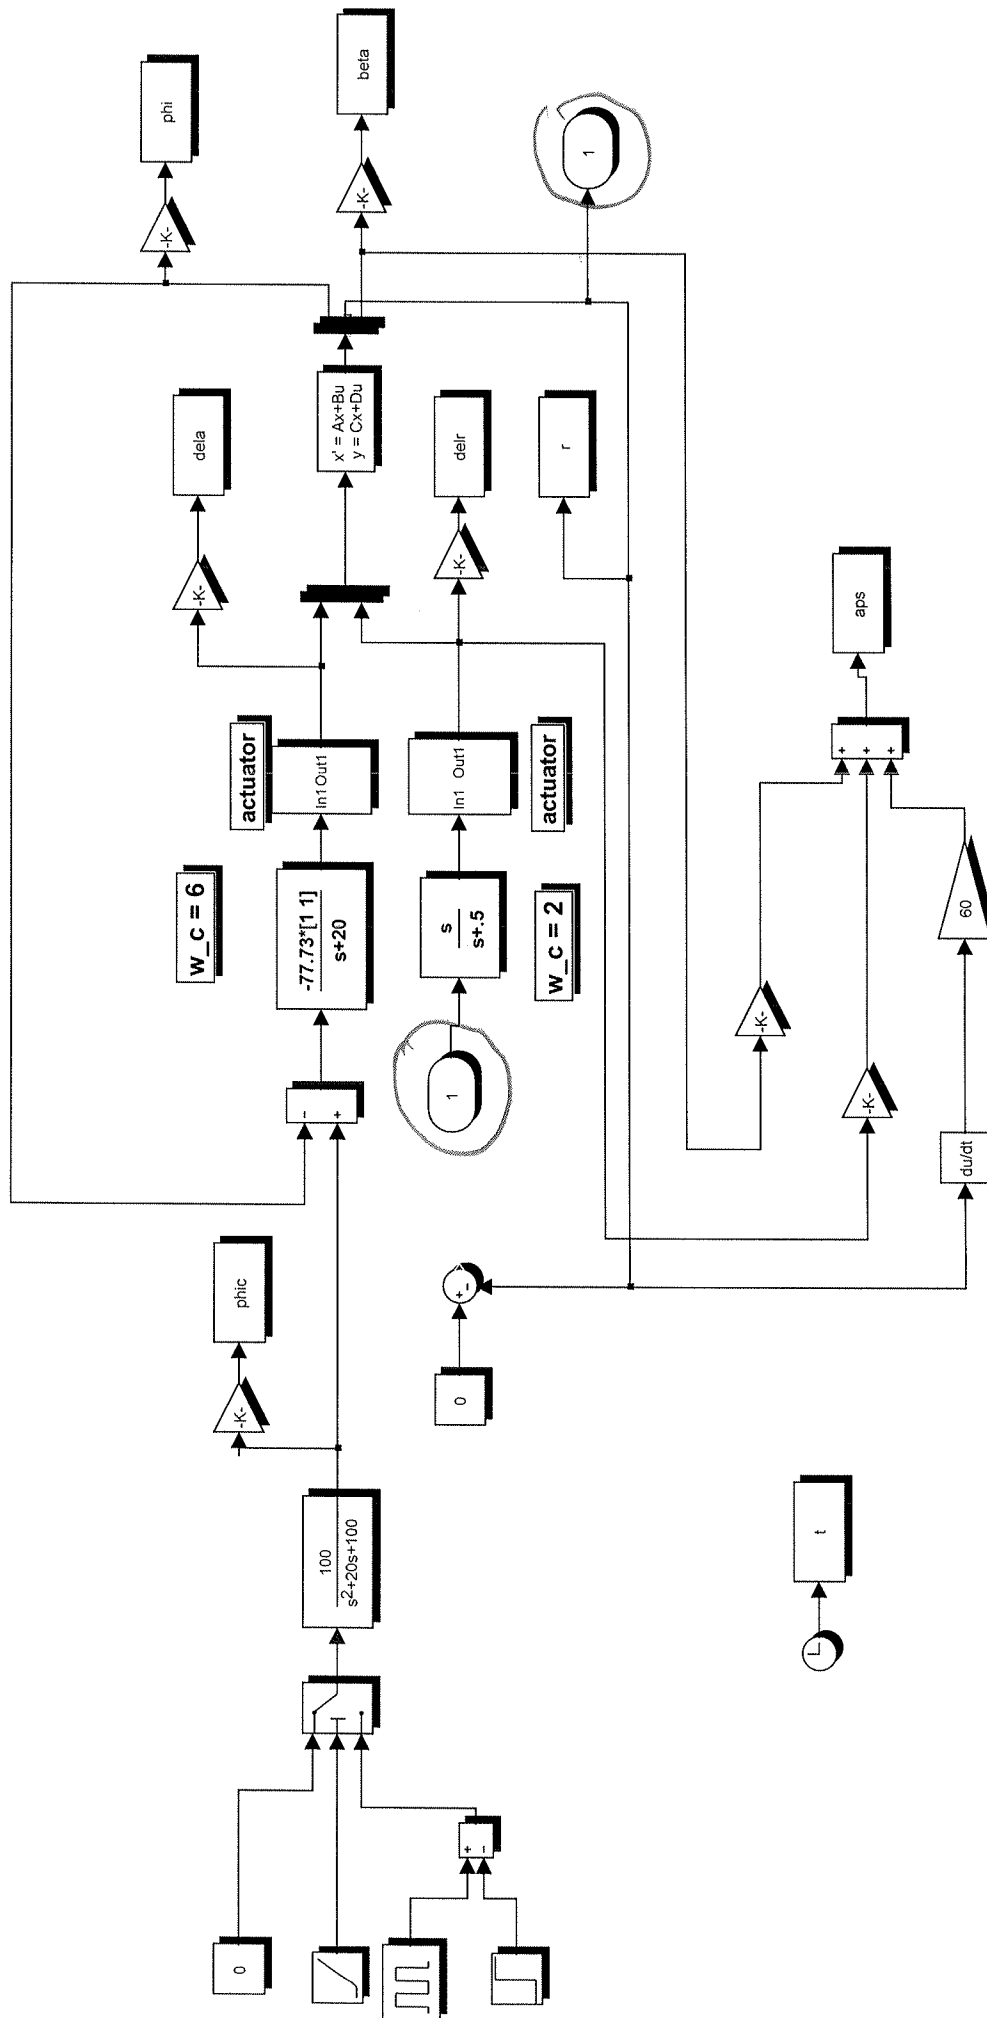 0
+
-
100
s2+20s+100
-K-
phic
0
+
-
-
+
-77.73*[1 1]
s+20
w_c = 6
actuator
In1 Out1
-K-
dela
1
s
s+.5
w_c = 2
In1 Out1
actuator
-K-
delr
x' = Ax+Bu
y = Cx+Du
-K-
phi
-K-
beta
1
r
t
du/dt
60
-K-
-K-
+
+
+
aps